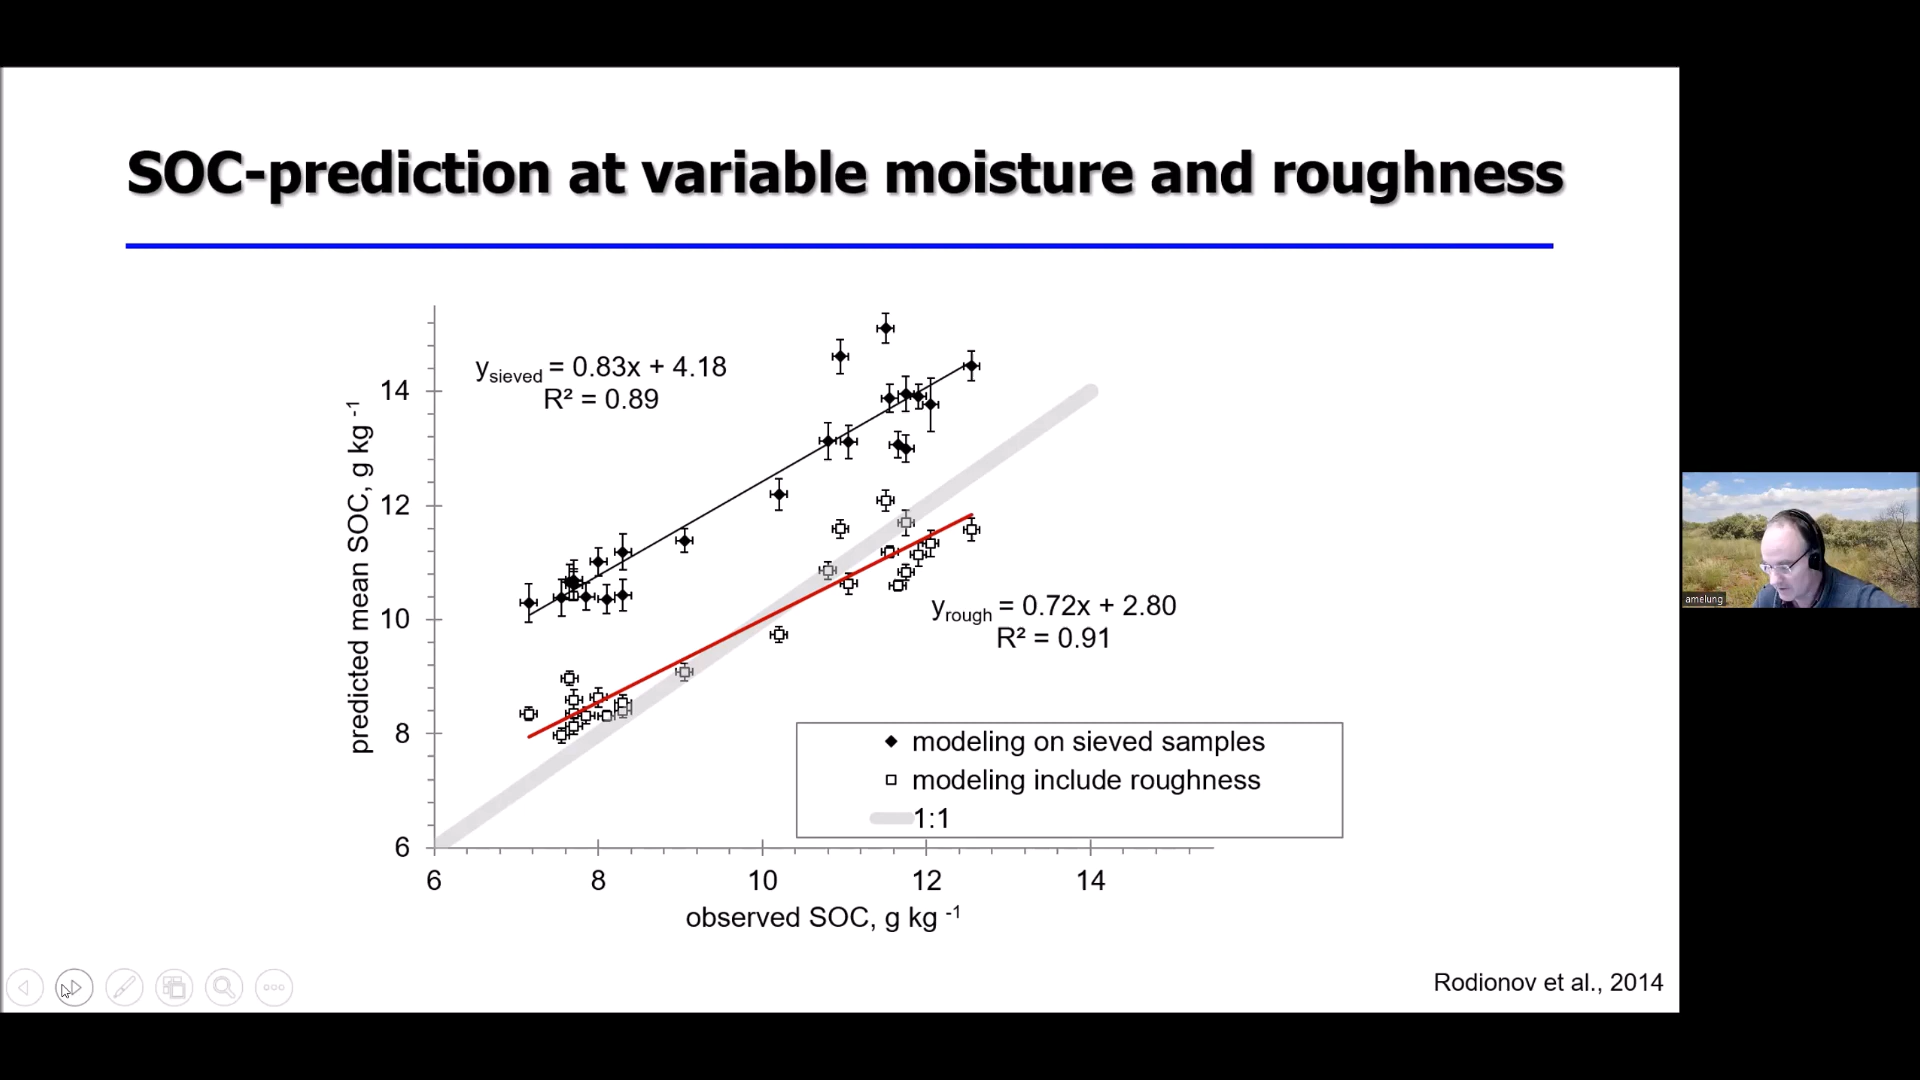 SOC-prediction at variable moisture and roughness
ysieved = 0.83x + 4.18
R² = 0.89
14
12
10
8
6
predicted mean SOC, g kg -1
yrough = 0.72x + 2.80
R² = 0.91
modeling on sieved samples
modeling include roughness
1:1
6 8 10 12 14
observed SOC, g kg -1
Rodionov et al., 2014
amelung